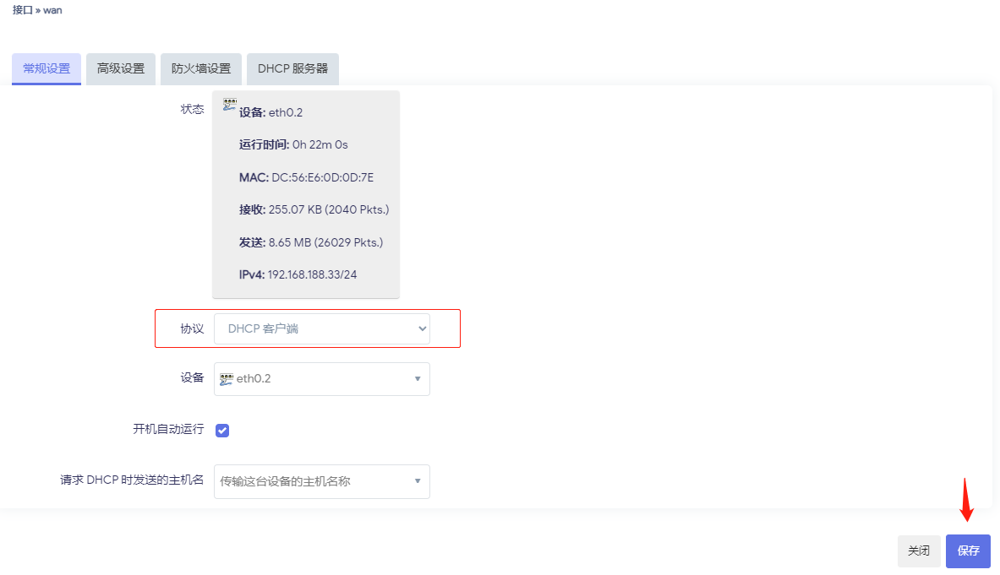 接口 » wan
常规设置 高级设置 防火墙设置 DHCP 服务器
状态
设备: eth0.2
运行时间: 0h 22m 0s
MAC: DC:56:E6:0D:0D:7E
接收: 255.07 KB (2040 Pkts.)
发送: 8.65 MB (26029 Pkts.)
IPv4: 192.168.188.33/24
协议 DHCP 客户端
设备 eth0.2
开机自动运行
请求 DHCP 时发送的主机名 传输这台设备的主机名称
关闭 保存